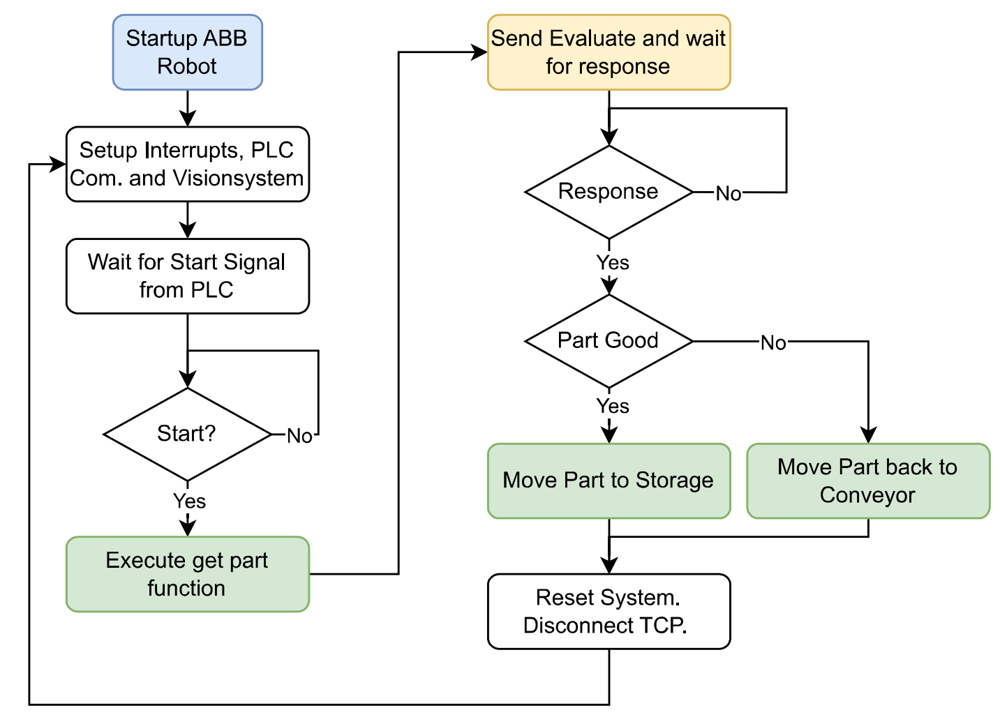 Startup ABB
Robot
Setup Interrupts, PLC
Com. and Visionsystem
Wait for Start Signal
from PLC
Start?
No
Yes
Execute get part
function
Send Evaluate and wait
for response
Response
No
Yes
Part Good
No
Yes
Move Part to Storage
Move Part back to
Conveyor
Reset System.
Disconnect TCP.